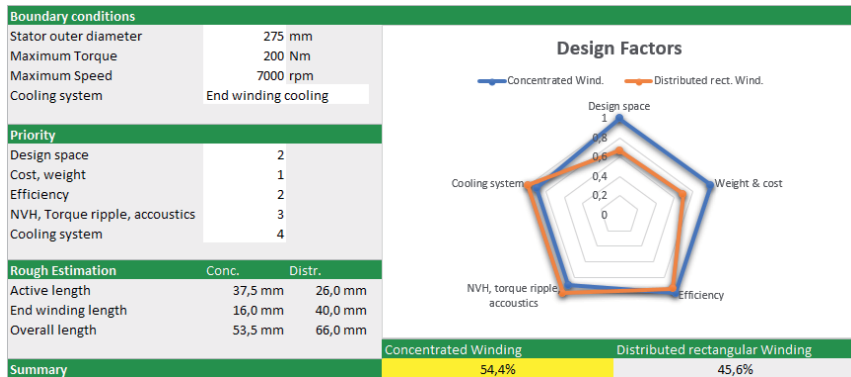 Boundary conditions
Stator outer diameter 275 mm
Maximum Torque 200 Nm
Maximum Speed 7000 rpm
Cooling system End winding cooling
Priority
Design space 2
Cost, weight 1
Efficiency 2
NVH, Torque ripple, accoustics 3
Cooling system 4
Rough Estimation Conc. Distr.
Active length 37,5 mm 26,0 mm
End winding length 16,0 mm 40,0 mm
Overall length 53,5 mm 66,0 mm
Summary
Design Factors
Concentrated Wind. Distributed rect. Wind.
Design space
1
0,8
0,6
0,4
0,2
0
Weight & cost
Efficiency
NVH, torque ripple,
accoustics
Cooling system
Concentrated Winding Distributed rectangular Winding
54,4% 45,6%